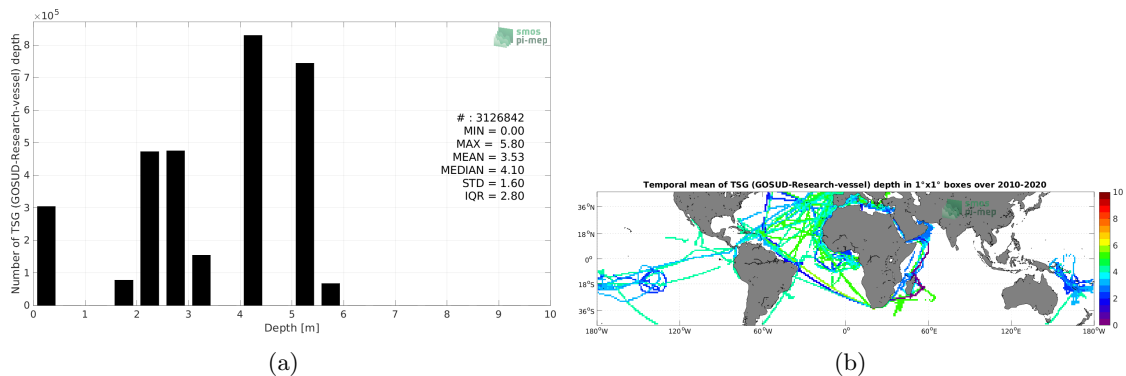 ×10⁵
smos
pi-mep
Number of TSG (GOSUD-Research-vessel) depth
8
7
6
5
4
3
2
1
0
# : 3126842
MIN = 0.00
MAX = 5.80
MEAN = 3.53
MEDIAN = 4.10
STD = 1.60
IQR = 2.80
0 1 2 3 4 5 6 7 8 9 10
Depth [m]
(a)
Temporal mean of TSG (GOSUD-Research-vessel) depth in 1°x1° boxes over 2010-2020
smos
pi-mep
36°N
18°N
0°
18°S
36°S
180°W 120°W 60°W 0° 60°E 120°E 180°E
10
8
6
4
2
0
(b)